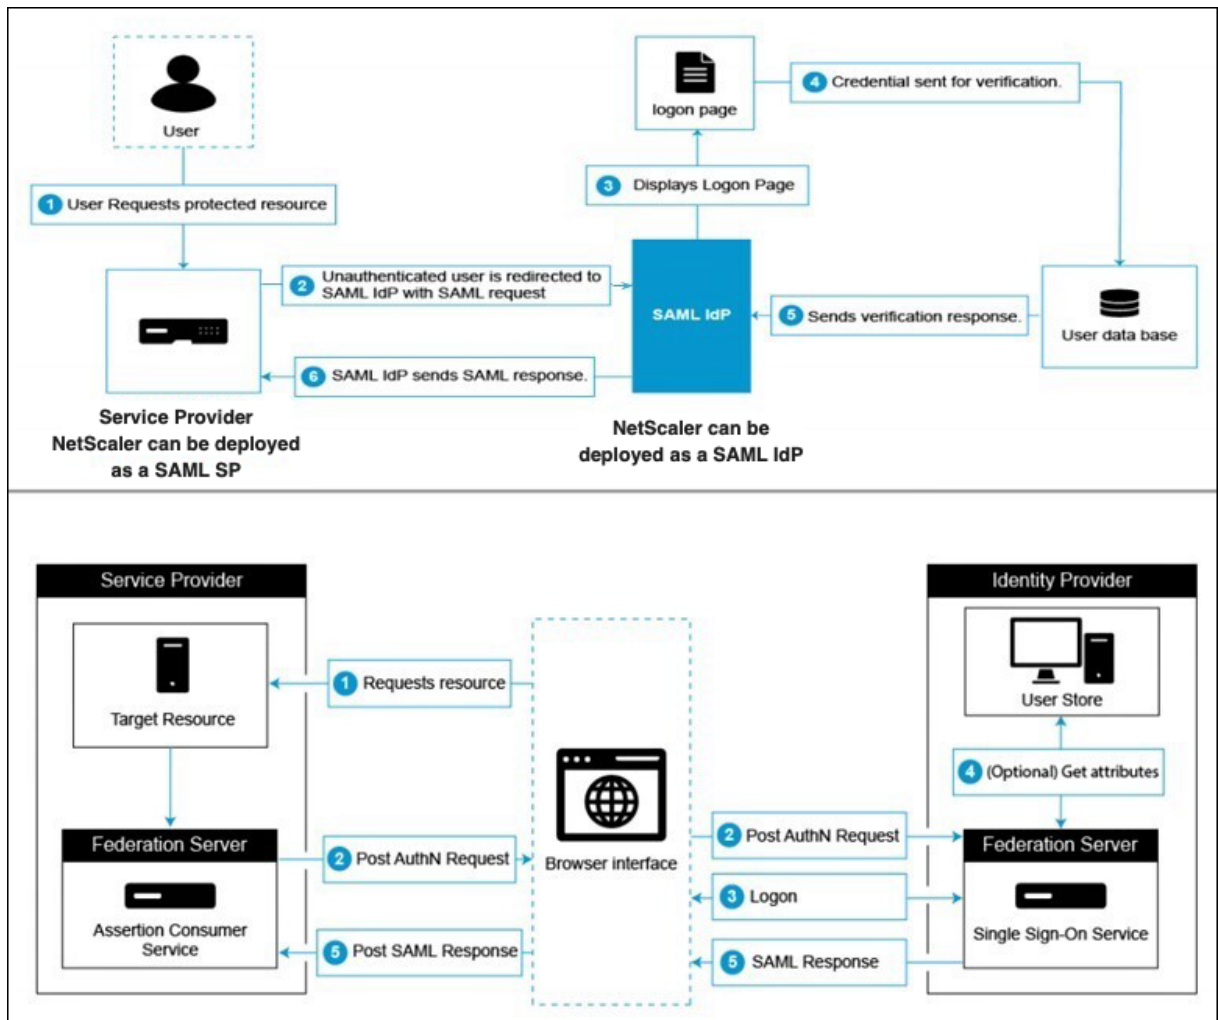 User
1 User Requests protected resource
2 Unauthenticated user is redirected to
SAML IdP with SAML request
6 SAML IdP sends SAML response.
Service Provider
NetScaler can be deployed
as a SAML SP
logon page
4 Credential sent for verification.
3 Displays Logon Page
SAML IdP
5 Sends verification response.
User data base
NetScaler can be
deployed as a SAML IdP
Service Provider
Target Resource
1 Requests resource
Federation Server
Assertion Consumer
Service
2 Post AuthN Request
5 Post SAML Response
Browser interface
2 Post AuthN Request
3 Logon
5 SAML Response
Identity Provider
User Store
4 (Optional) Get attributes
Federation Server
Single Sign-On Service